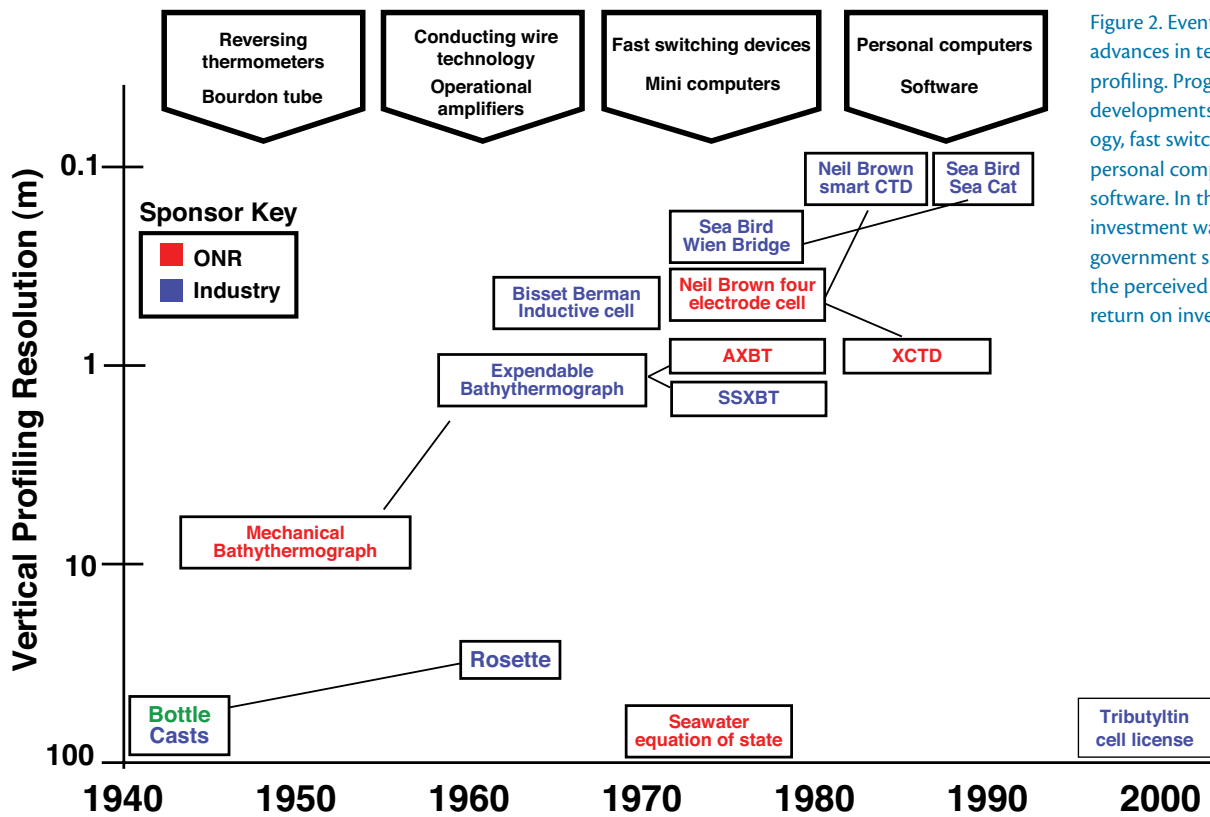 Reversing
thermometers
Bourdon tube
Conducting wire
technology
Operational
amplifiers
Fast switching devices
Mini computers
Personal computers
Software
Figure 2. Even
advances in te
profiling. Prog
developments
ogy, fast switc
personal comp
software. In th
investment wa
government s
the perceived
return on inve
Vertical Profiling Resolution (m)
0.1
1
10
100
Sponsor Key
ONR
Industry
Neil Brown
smart CTD
Sea Bird
Sea Cat
Sea Bird
Wien Bridge
Bisset Berman
Inductive cell
Neil Brown four
electrode cell
AXBT
XCTD
Expendable
Bathythermograph
SSXBT
Mechanical
Bathythermograph
Rosette
Bottle
Casts
Seawater
equation of state
Tributyltin
cell license
1940 1950 1960 1970 1980 1990 2000